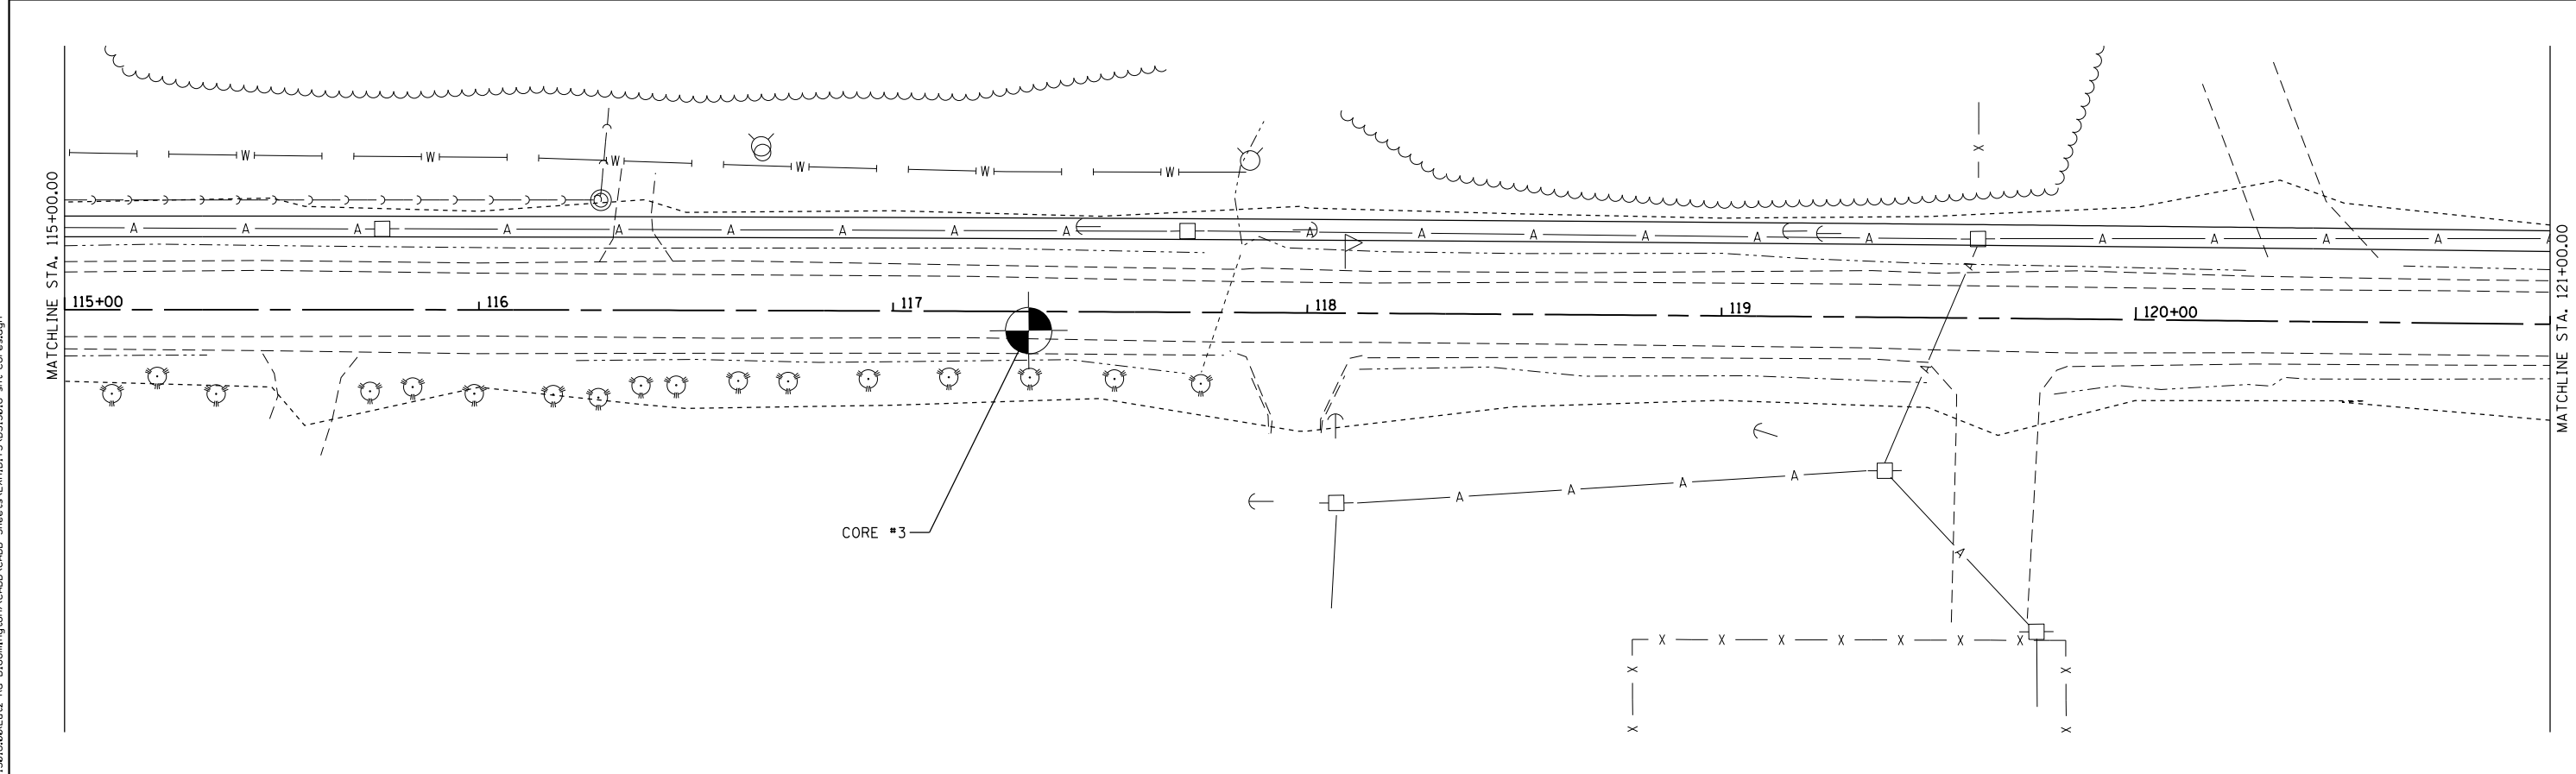 MATCHLINE STA. 115+00.00
W W W W W W
A A A A A A A A A A A A A A A A A A A A A
X
115+00 116 117 118 119 120+00
MATCHLINE STA. 121+00.00
A
A
A A A A
CORE #3
A
X X X X X X X
X X
X X